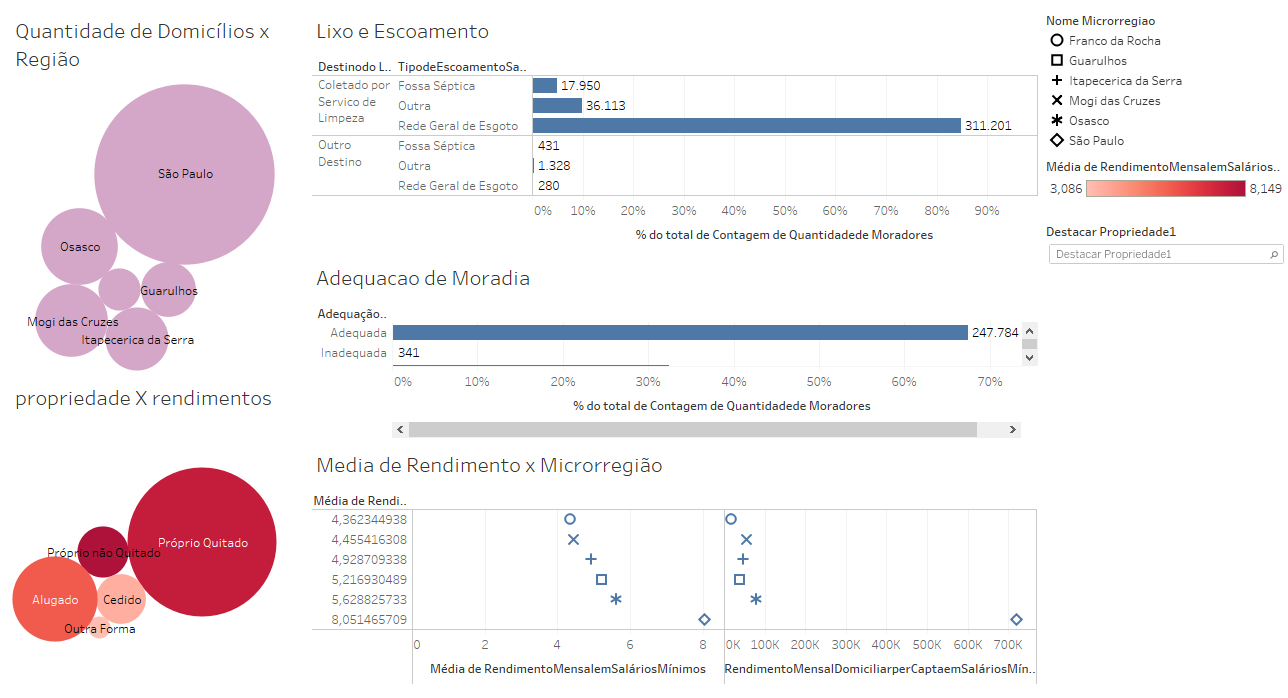 Quantidade de Domicílios x
Região
São Paulo
Osasco
Guarulhos
Mogi das Cruzes
Itapecerica da Serra
propriedade X rendimentos
Próprio Quitado
Próprio não Quitado
Alugado
Cedido
Outra Forma
Lixo e Escoamento
Destinodo L.. TipodeEscoamentoSa..
Coletado por Fossa Séptica 17.950
Servico de Outra 36.113
Limpeza
Rede Geral de Esgoto 311.201
Outro Fossa Séptica 431
Destino Outra 1.328
Rede Geral de Esgoto 280
0% 10% 20% 30% 40% 50% 60% 70% 80% 90%
% do total de Contagem de Quantidadede Moradores
Adequacao de Moradia
Adequação..
Adequada 247.784
Inadequada 341
0% 10% 20% 30% 40% 50% 60% 70%
% do total de Contagem de Quantidadede Moradores
Media de Rendimento x Microrregião
Média de Rendi..
4,362344938
4,455416308
4,928709338
5,216930489
5,628825733
8,051465709
0 2 4 6 8 0K 100K 200K 300K 400K 500K 600K 700K
Média de RendimentoMensalemSaláriosMínimos RendimentoMensalDomiciliarperCaptaemSaláriosMín..
Nome Microrregiao
Franco da Rocha
Guarulhos
Itapecerica da Serra
Mogi das Cruzes
Osasco
São Paulo
Média de RendimentoMensalemSalários..
3,086 8,149
Destacar Propriedade1
Destacar Propriedade1